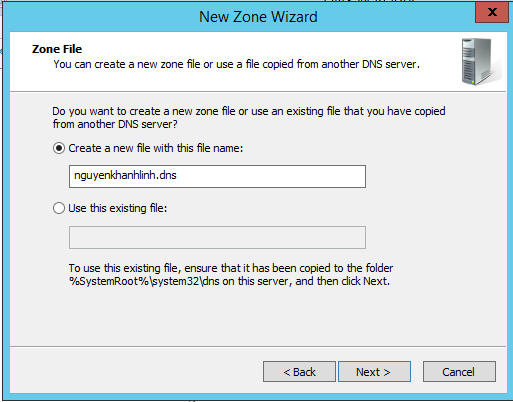 New Zone Wizard
x
Zone File
You can create a new zone file or use a file copied from another DNS server.
Do you want to create a new zone file or use an existing file that you have copied
from another DNS server?
Create a new file with this file name:
nguyenkhanhlinh.dns
Use this existing file:
To use this existing file, ensure that it has been copied to the folder
%SystemRoot%\system32\dns on this server, and then click Next.
< Back
Next >
Cancel